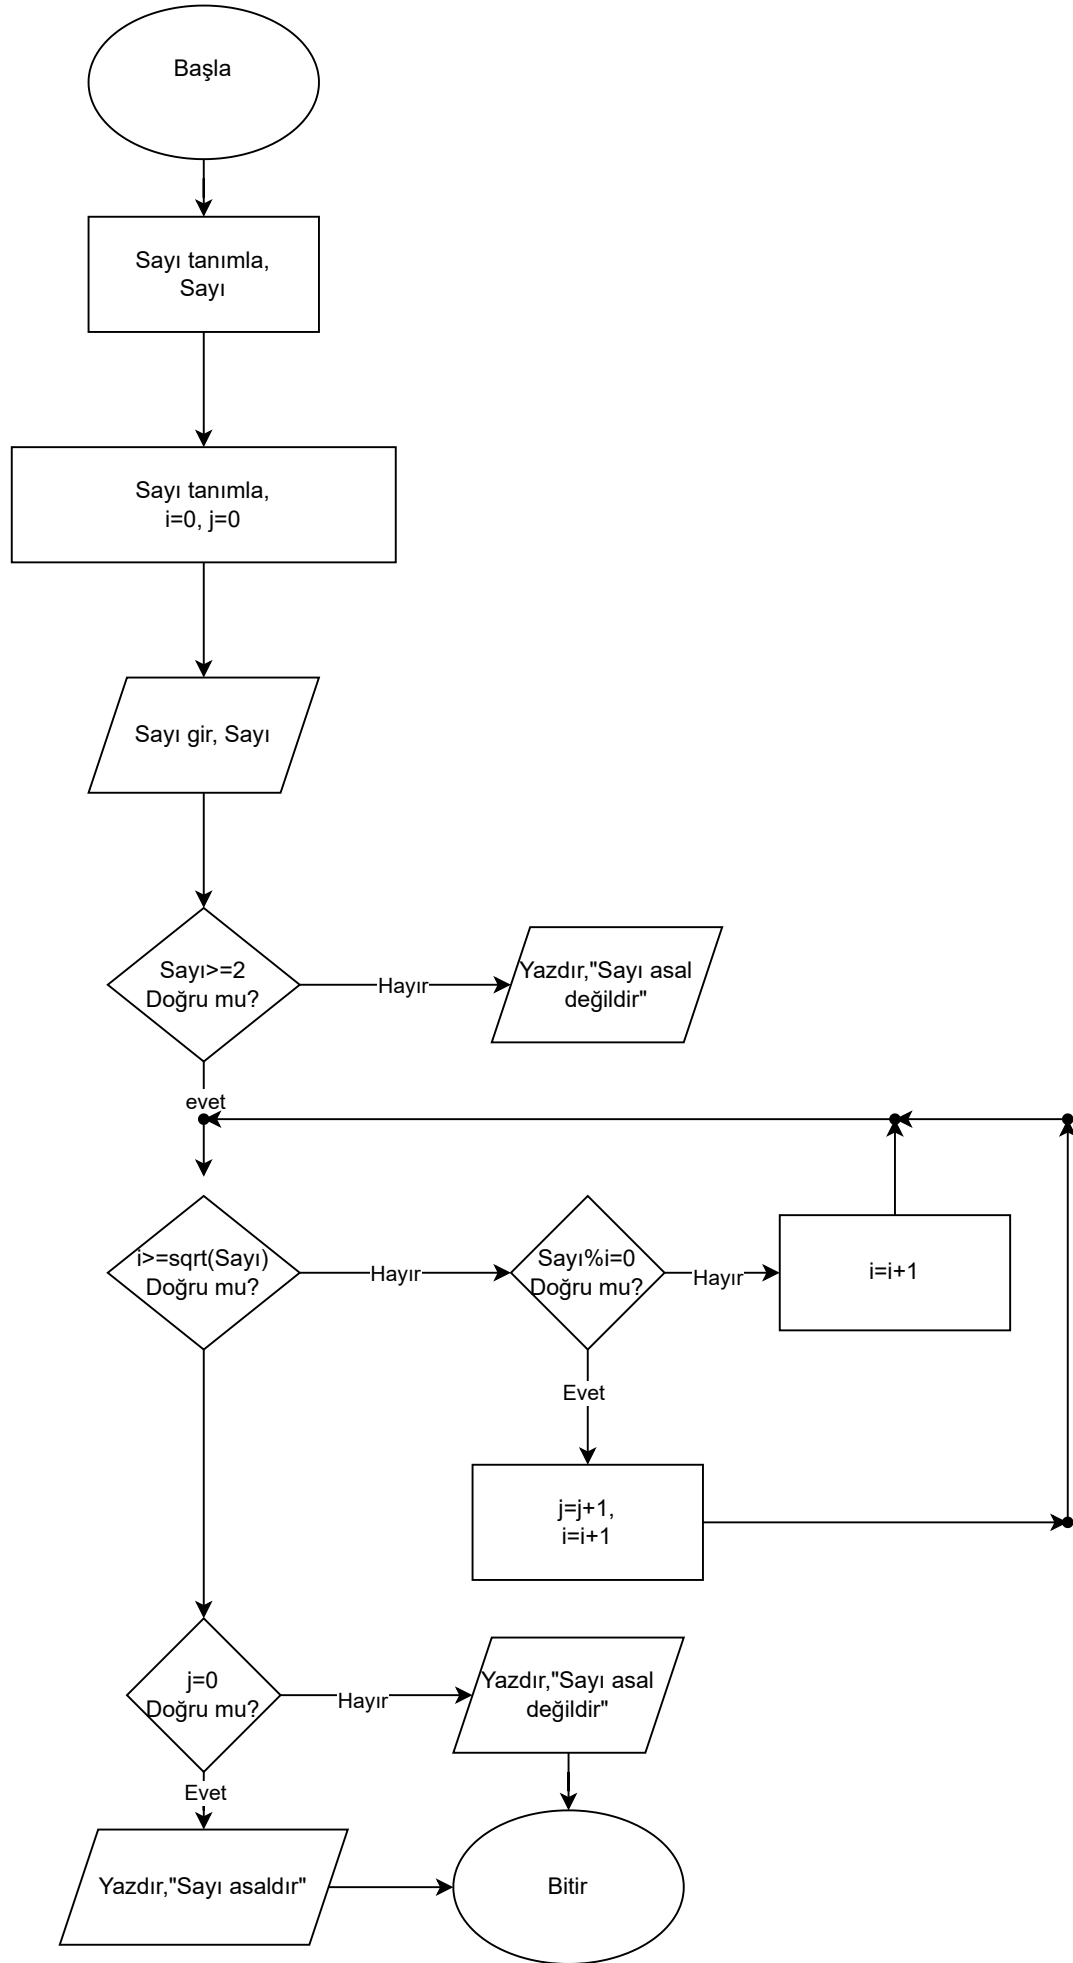 Başla
Sayı tanımla,
Sayı
Sayı tanımla,
i=0, j=0
Sayı gir, Sayı
Sayı>=2
Doğru mu?
Hayır
Yazdır,"Sayı asal
değildir"
evet
i>=sqrt(Sayı)
Doğru mu?
Hayır
Sayı%i=0
Doğru mu?
Hayır
i=i+1
Evet
j=j+1,
i=i+1
j=0
Doğru mu?
Hayır
Yazdır,"Sayı asal
değildir"
Evet
Yazdır,"Sayı asaldır"
Bitir